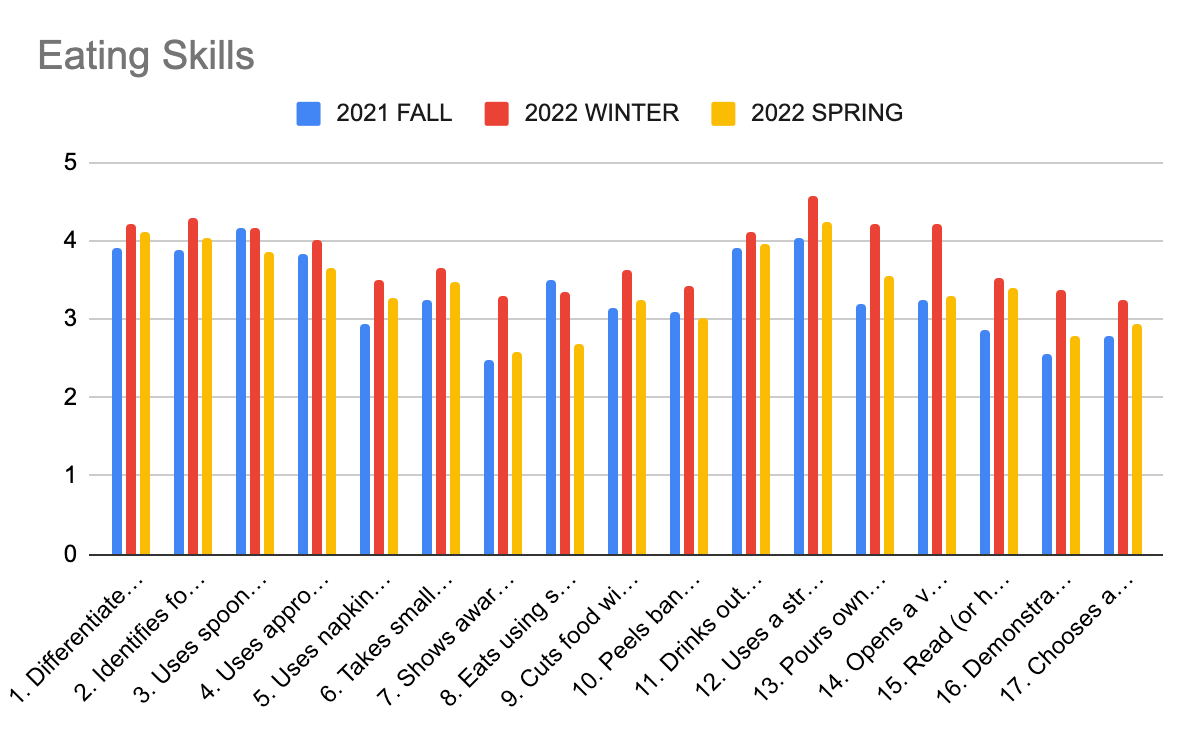 Eating Skills
2021 FALL 2022 WINTER 2022 SPRING
5
4
3
2
1
0
1. Differentiate…
2. Identifies fo…
3. Uses spoon…
4. Uses appro…
5. Uses napkin…
6. Takes small…
7. Shows awar…
8. Eats using s…
9. Cuts food wi…
10. Peels ban…
11. Drinks out…
12. Uses a str…
13. Pours own…
14. Opens a v…
15. Read (or h…
16. Demonstra…
17. Chooses a…